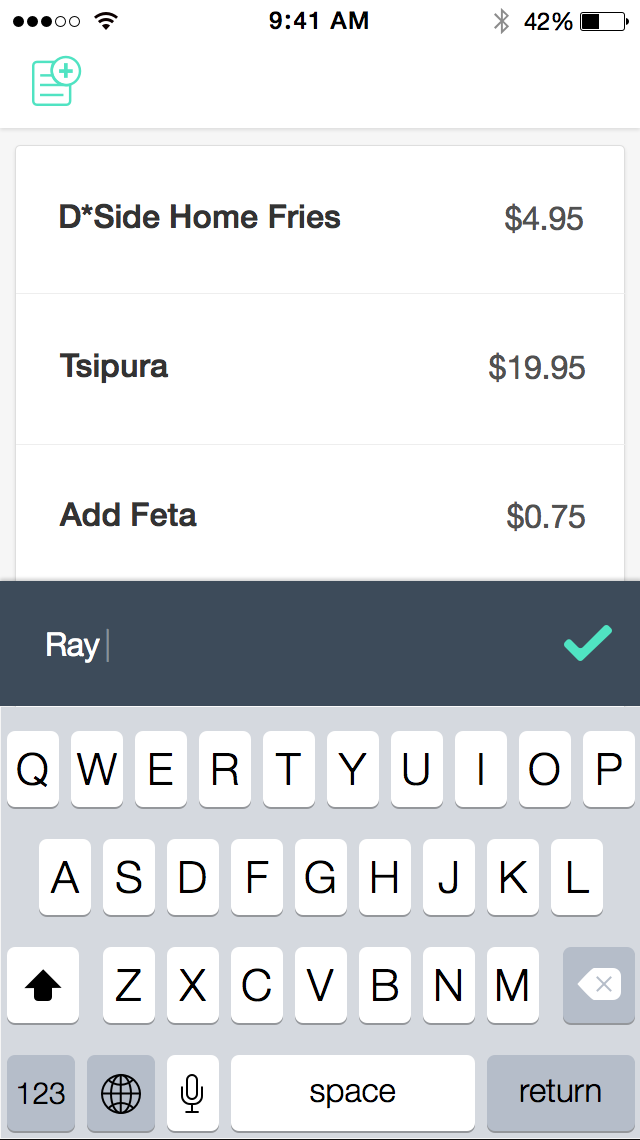 9:41 AM 42%
D*Side Home Fries $4.95
Tsipura $19.95
Add Feta $0.75
Ray
Q W E R T Y U I O P
A S D F G H J K L
Z X C V B N M
123 space return